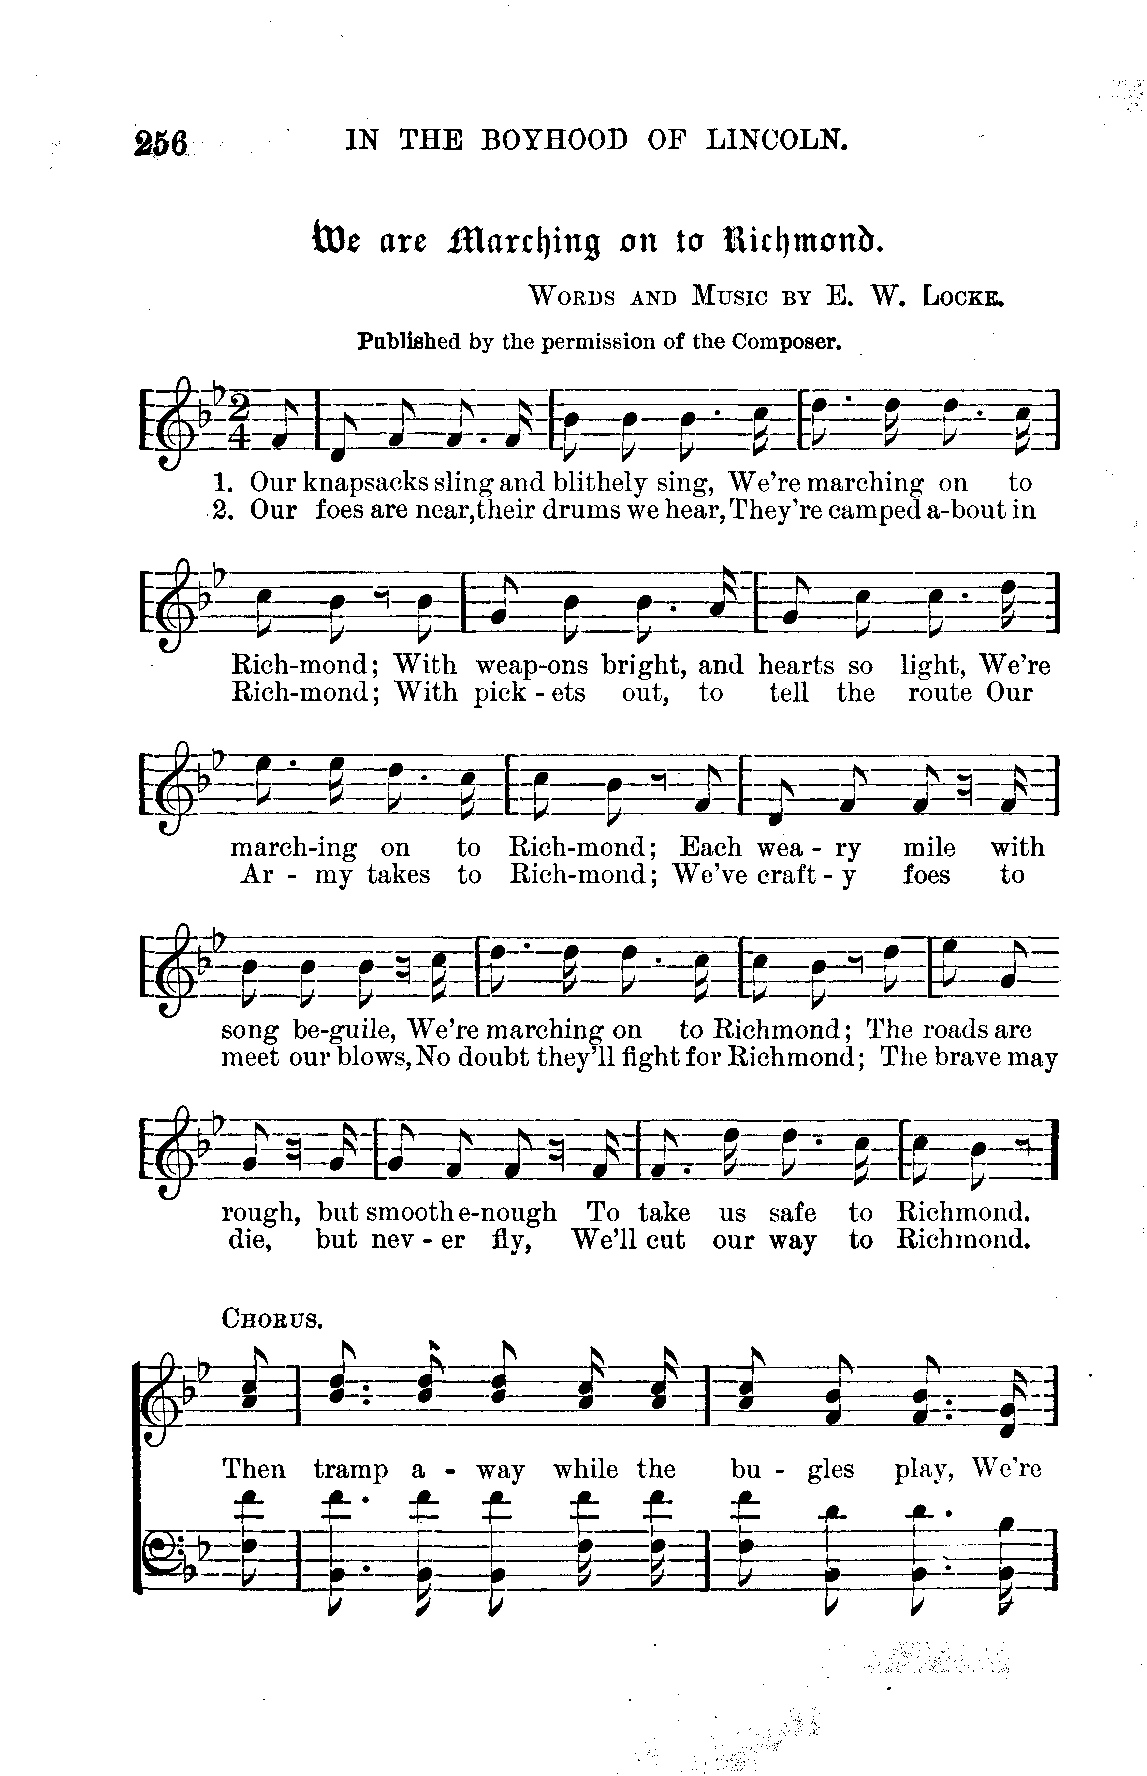 256 IN THE BOYHOOD OF LINCOLN.
We are Marching on to Richmond.
WORDS AND MUSIC BY E. W. LOCKE.
Published by the permission of the Composer.
2
4
1. Our knapsacks sling and blithely sing, We're marching on to
2. Our foes are near, their drums we hear, They're camped a-bout in
Rich-mond; With weap-ons bright, and hearts so light, We're
Rich-mond; With pick - ets out, to tell the route Our
march-ing on to Rich-mond; Each wea - ry mile with
Ar - my takes to Rich-mond; We've craft - y foes to
song be-guile, We're marching on to Richmond; The roads are
meet our blows, No doubt they'll fight for Richmond; The brave may
rough, but smooth e-nough To take us safe to Richmond.
die, but nev - er fly, We'll cut our way to Richmond.
CHORUS.
Then tramp a - way while the bu - gles play, We're